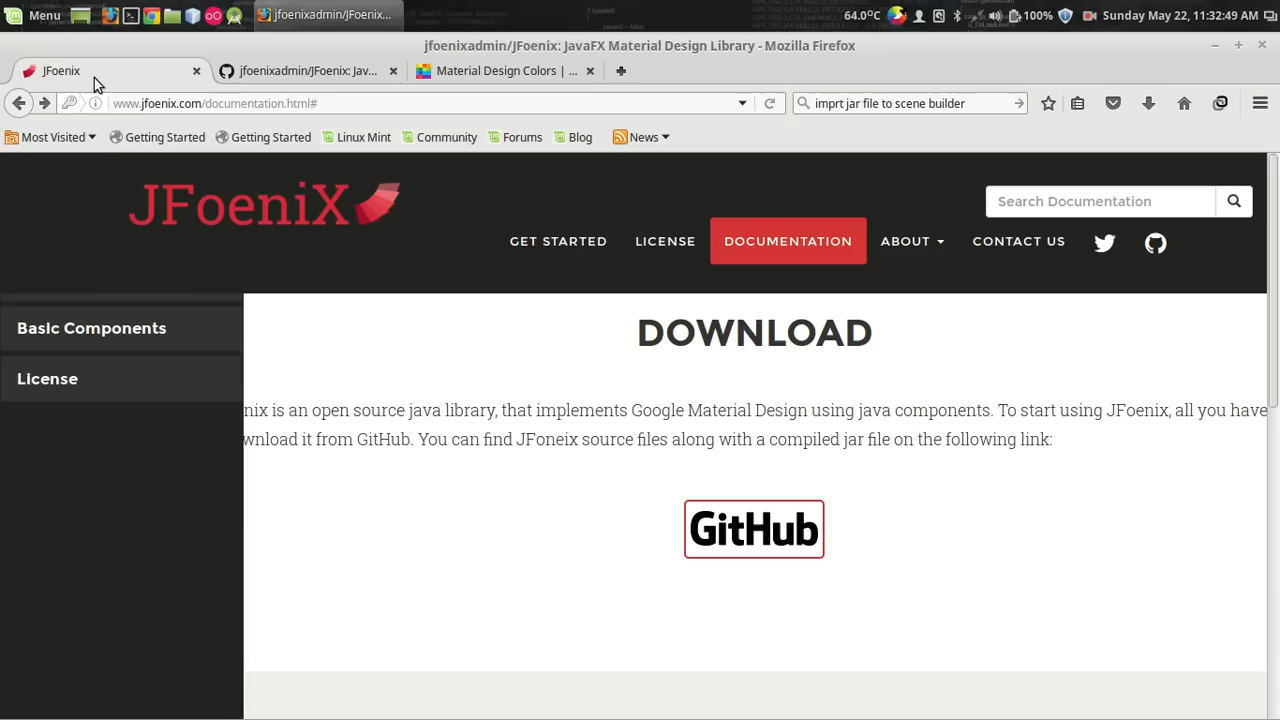 Menu
jfoenixadmin/JFoenix...
64.0°C
100%
Sunday May 22, 11:32:49 AM
jfoenixadmin/JFoenix: JavaFX Material Design Library - Mozilla Firefox
JFoenix
jfoenixadmin/JFoenix: Jav...
Material Design Colors | ...
www.jfoenix.com/documentation.html#
imprt jar file to scene builder
Most Visited
Getting Started
Getting Started
Linux Mint
Community
Forums
Blog
News
JFoeniX
Search Documentation
GET STARTED
LICENSE
DOCUMENTATION
ABOUT
CONTACT US
Basic Components
License
DOWNLOAD
nix is an open source java library, that implements Google Material Design using java components. To start using JFoenix, all you have
wnload it from GitHub. You can find JFoneix source files along with a compiled jar file on the following link:
GitHub